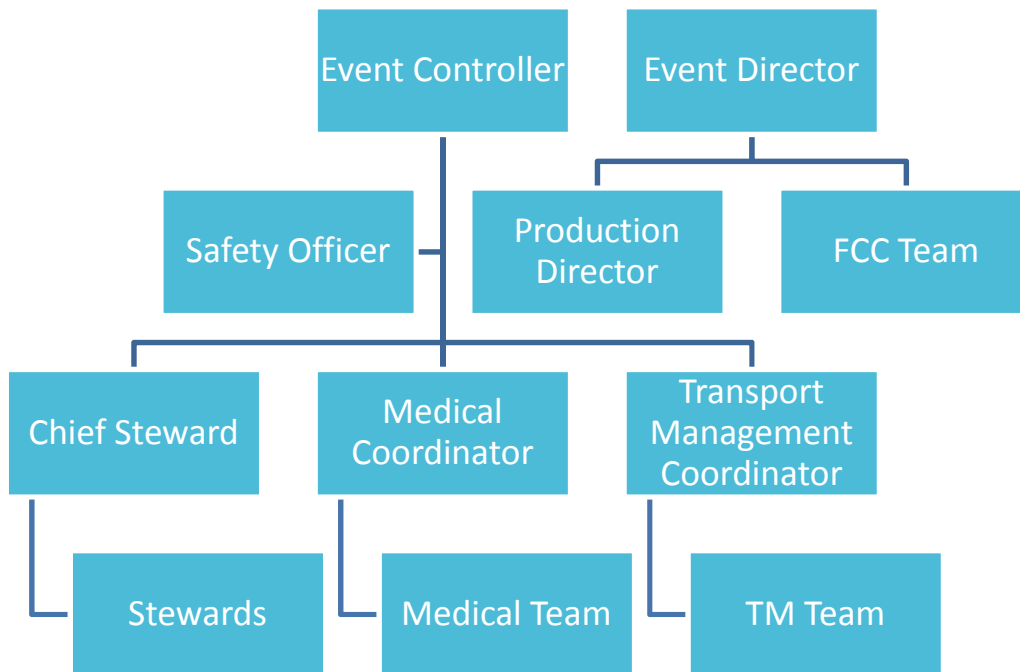 Event Controller
Event Director
Safety Officer
Production
Director
FCC Team
Chief Steward
Medical
Coordinator
Transport
Management
Coordinator
Stewards
Medical Team
TM Team